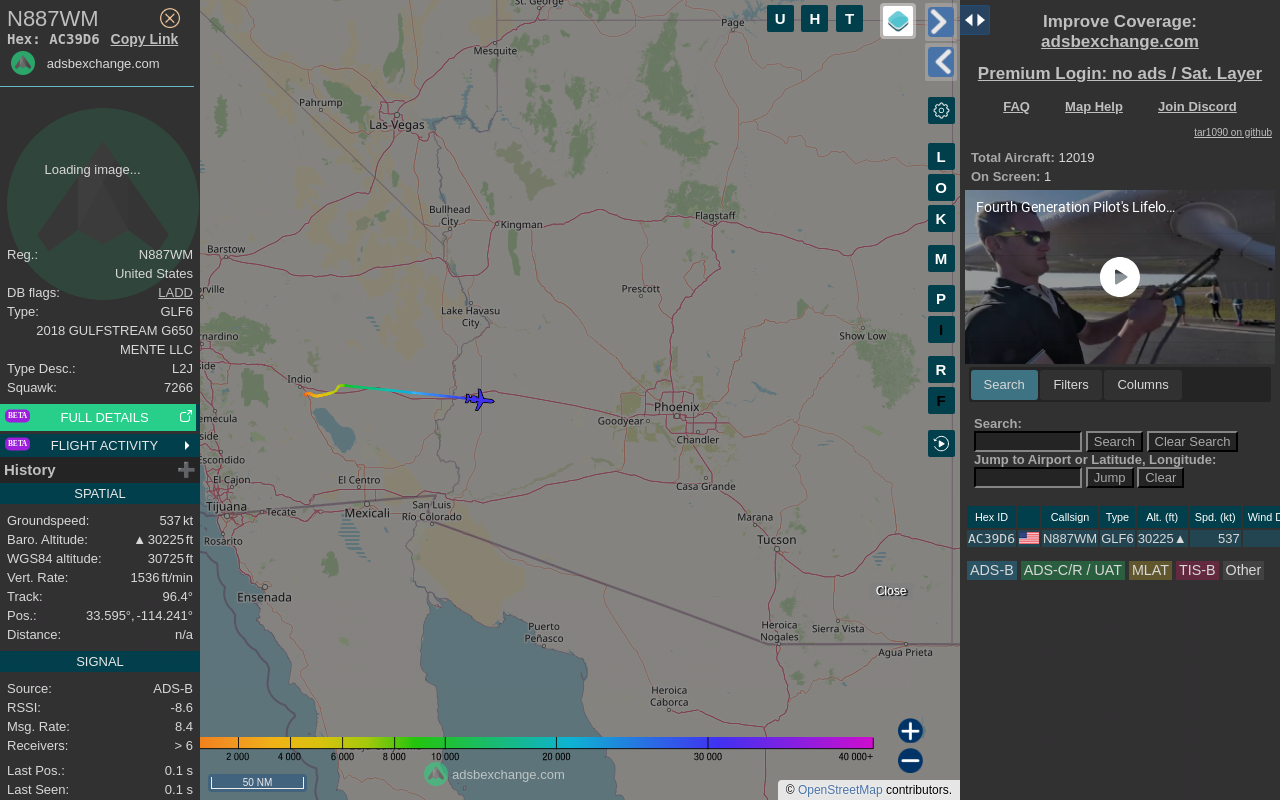 N887WM
Hex: AC39D6 Copy Link
adsbexchange.com
Loading image...
Reg.: N887WM
United States
DB flags: LADD
Type: GLF6
2018 GULFSTREAM G650
MENTE LLC
Type Desc.: L2J
Squawk: 7266
BETA FULL DETAILS
BETA FLIGHT ACTIVITY
History
SPATIAL
Groundspeed: 537 kt
Baro. Altitude: ▲ 30225 ft
WGS84 altitude: 30725 ft
Vert. Rate: 1536 ft/min
Track: 96.4°
Pos.: 33.595°, -114.241°
Distance: n/a
SIGNAL
Source: ADS-B
RSSI: -8.6
Msg. Rate: 8.4
Receivers: > 6
Last Pos.: 0.1 s
Last Seen: 0.1 s
St. George
Page
Mesquite
Pahrump
Las Vegas
Bullhead
City
Kingman
Flagstaff
Barstow
orville
Prescott
Lake Havasu
City
Show Low
rnardino
side
Indio
Phoenix
Goodyear
Chandler
emecula
side
Escondido
El Cajon
El Centro
Casa Grande
Tijuana
Tecate
Mexicali
San Luis
Río Colorado
Marana
Rosarito
Tucson
Ensenada
Puerto
Peñasco
Heroica
Nogales
Sierra Vista
Agua Prieta
Heroica
Caborca
Close
U H T
L
O
K
M
P
I
R
F
2 000 4 000 6 000 8 000 10 000 20 000 30 000 40 000+
adsbexchange.com
50 NM
© OpenStreetMap contributors.
Improve Coverage:
adsbexchange.com
Premium Login: no ads / Sat. Layer
FAQ Map Help Join Discord
tar1090 on github
Total Aircraft: 12019
On Screen: 1
Fourth Generation Pilot's Lifelo...
Search Filters Columns
Search:
Search Clear Search
Jump to Airport or Latitude, Longitude:
Jump Clear
Hex ID Callsign Type Alt. (ft) Spd. (kt) Wind D
AC39D6 N887WM GLF6 30225▲ 537
ADS-B ADS-C/R / UAT MLAT TIS-B Other